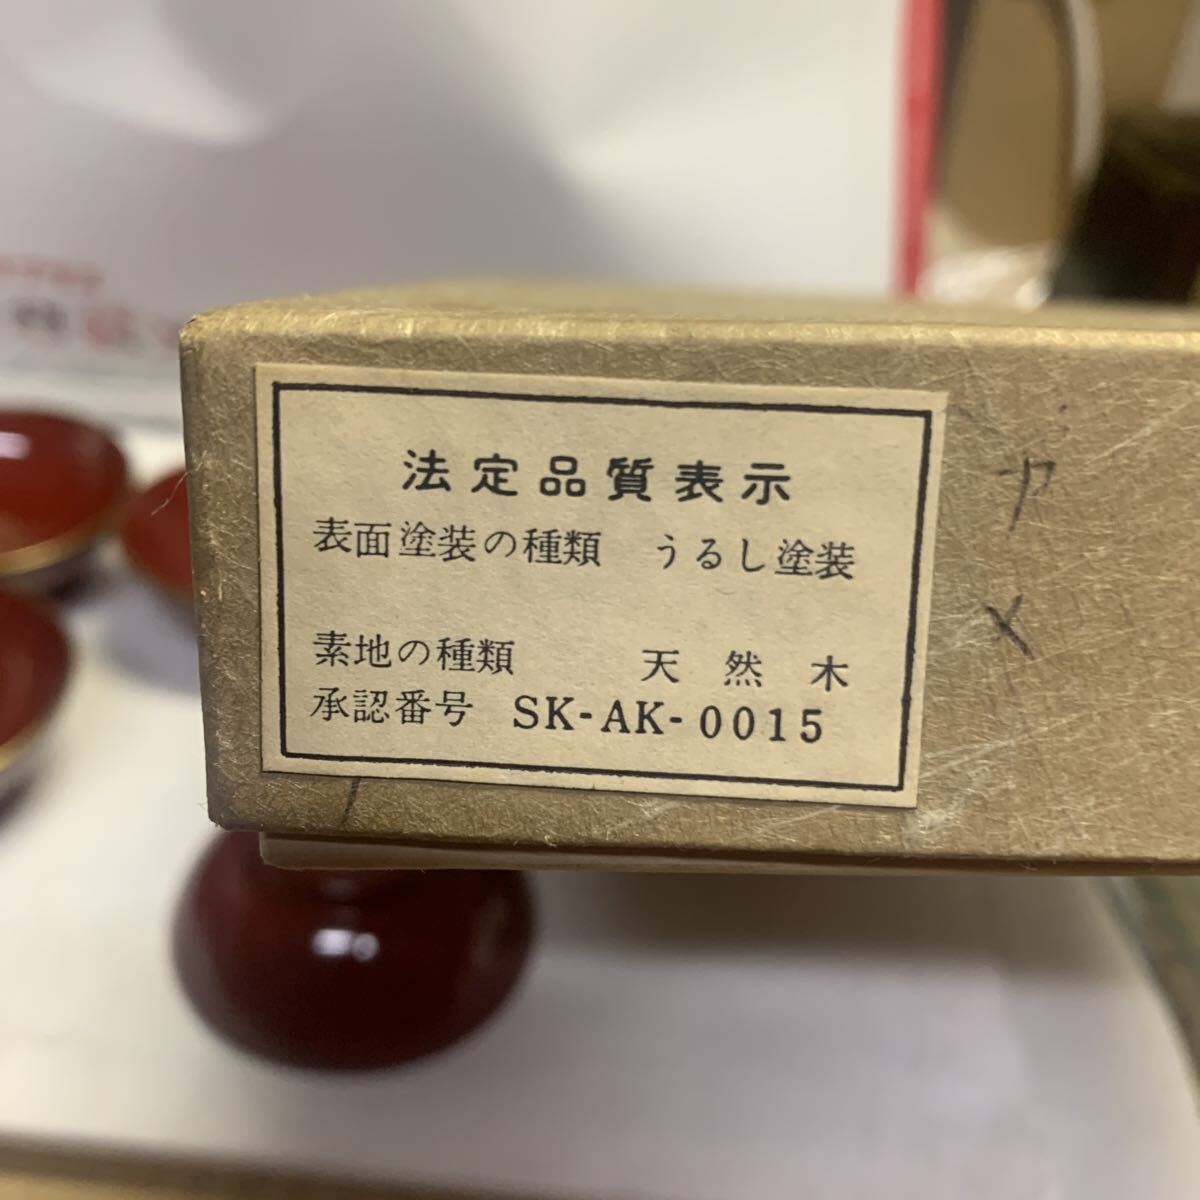 法定品質表示
表面塗装の種類 うるし塗装
素地の種類 天然木
承認番号 SK-AK-0015